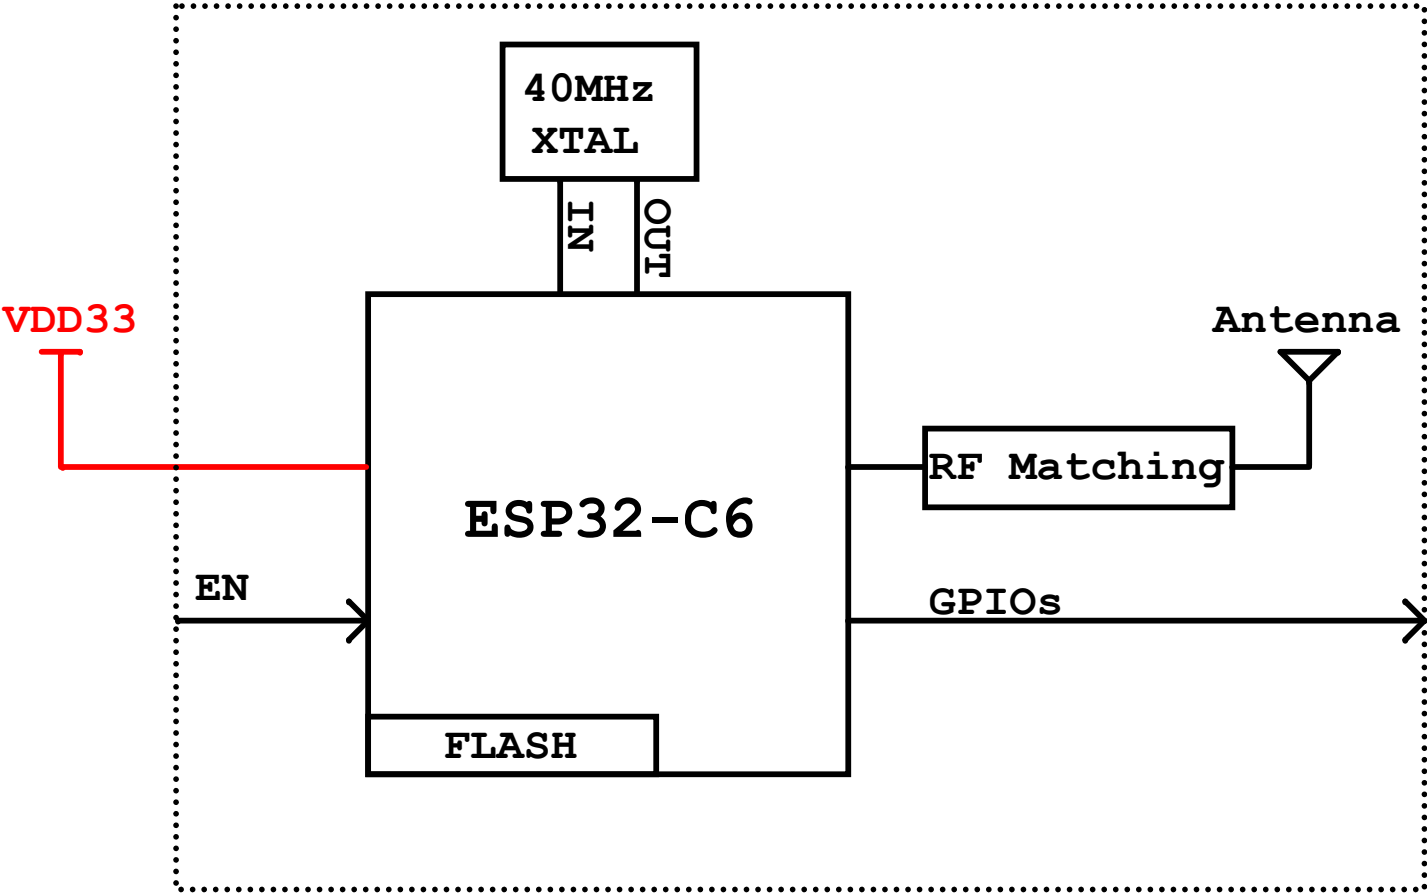 40MHz
XTAL
IN
OUT
VDD33
Antenna
RF Matching
ESP32-C6
EN
GPIOs
FLASH